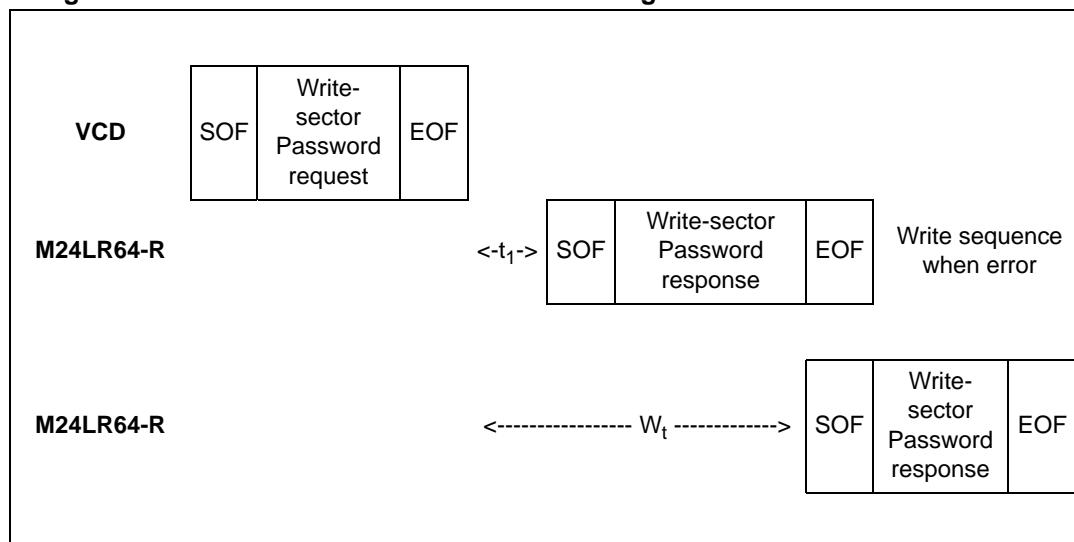 VCD
SOF
Write-
sector
Password
request
EOF
M24LR64-R
<-t1->
SOF
Write-sector
Password
response
EOF
Write sequence
when error
M24LR64-R
<---------------- Wt ------------->
SOF
Write-
sector
Password
response
EOF